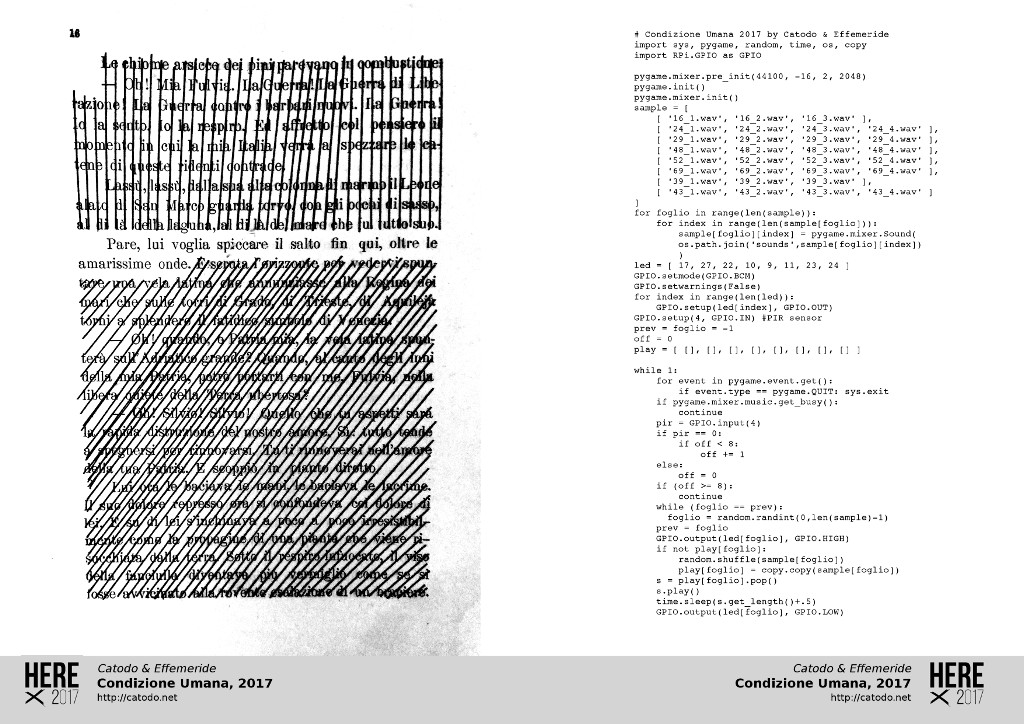 16
Le chiome arsicce dei pini parevano in combustione.
— Oh! Mia Fulvia. La Guerra! La Guerra di Libe-
razione! La Guerra contro i barbari nuovi. La Guerra!
Io la sento. Io la respiro. Ed affretto col pensiero il
momento in cui la mia Italia verrà a spezzare le ca-
tene di queste ridenti contrade.
Lassù, lassù, dalla sua alta colonna di marmo il Leone
alato di San Marco guarda torvo, con gli occhi di sasso,
al di là della laguna, al di là del mare che fu tutto suo.
Pare, lui voglia spiccare il salto fin qui, oltre le
amarissime onde. E scruta l'orizzonte per vedervi spun-
tare una vela latina che annunziasse alla Regina dei
mari che sulle torri di Grado, di Trieste, di Aquileja
torni a splendere il fatidico simbolo di Venezia.
— Oh! quando, o Patria mia, la vela latina spun-
terà sull'Adriatico grande? Quando, al canto degli inni
della mia Patria, potrò portarti con me, Fulvia, nella
libera quiete della Terra ubertosa?
— Oh! Silvio! Silvio! Quello che tu aspetti sarà
la rapida distruzione del nostro amore. Sì: tutto tende
a spegnersi per rinnovarsi. Tu ti rinnoverai nell'amore
della tua Patria. E scoppiò in pianto dirotto.
Lui ora le baciava le mani, le baciava le lacrime.
Il suo dolore represso ora si confondeva col dolore di
lei. E su di lei s'inchinava a poco a poco irresistibil-
mente come la propagine di una pianta che viene ri-
succhiata dalla terra. Sotto il respiro infuocato, il viso
della fanciulla diventava più vermiglio come se si
fosse avvicinato alla rovente esalazione di un braciere.
# Condizione Umana 2017 by Catodo & Effemeride
import sys, pygame, random, time, os, copy
import RPi.GPIO as GPIO
pygame.mixer.pre_init(44100, -16, 2, 2048)
pygame.init()
pygame.mixer.init()
sample = [
[ '16_1.wav', '16_2.wav', '16_3.wav' ],
[ '24_1.wav', '24_2.wav', '24_3.wav', '24_4.wav' ],
[ '29_1.wav', '29_2.wav', '29_3.wav', '29_4.wav' ],
[ '48_1.wav', '48_2.wav', '48_3.wav', '48_4.wav' ],
[ '52_1.wav', '52_2.wav', '52_3.wav', '52_4.wav' ],
[ '69_1.wav', '69_2.wav', '69_3.wav', '69_4.wav' ],
[ '39_1.wav', '39_2.wav', '39_3.wav' ],
[ '43_1.wav', '43_2.wav', '43_3.wav', '43_4.wav' ]
]
for foglio in range(len(sample)):
for index in range(len(sample[foglio])):
sample[foglio][index] = pygame.mixer.Sound(
os.path.join('sounds',sample[foglio][index])
)
led = [ 17, 27, 22, 10, 9, 11, 23, 24 ]
GPIO.setmode(GPIO.BCM)
GPIO.setwarnings(False)
for index in range(len(led)):
GPIO.setup(led[index], GPIO.OUT)
GPIO.setup(4, GPIO.IN) #PIR sensor
prev = foglio = -1
off = 0
play = [ [], [], [], [], [], [], [], [] ]
while 1:
for event in pygame.event.get():
if event.type == pygame.QUIT: sys.exit
if pygame.mixer.music.get_busy():
continue
pir = GPIO.input(4)
if pir == 0:
if off < 8:
off += 1
else:
off = 0
if (off >= 8):
continue
while (foglio == prev):
foglio = random.randint(0,len(sample)-1)
prev = foglio
GPIO.output(led[foglio], GPIO.HIGH)
if not play[foglio]:
random.shuffle(sample[foglio])
play[foglio] = copy.copy(sample[foglio])
s = play[foglio].pop()
s.play()
time.sleep(s.get_length()+.5)
GPIO.output(led[foglio], GPIO.LOW)
HERE
X 2017
Catodo & Effemeride
Condizione Umana, 2017
http://catodo.net
Catodo & Effemeride
Condizione Umana, 2017
http://catodo.net
HERE
X 2017